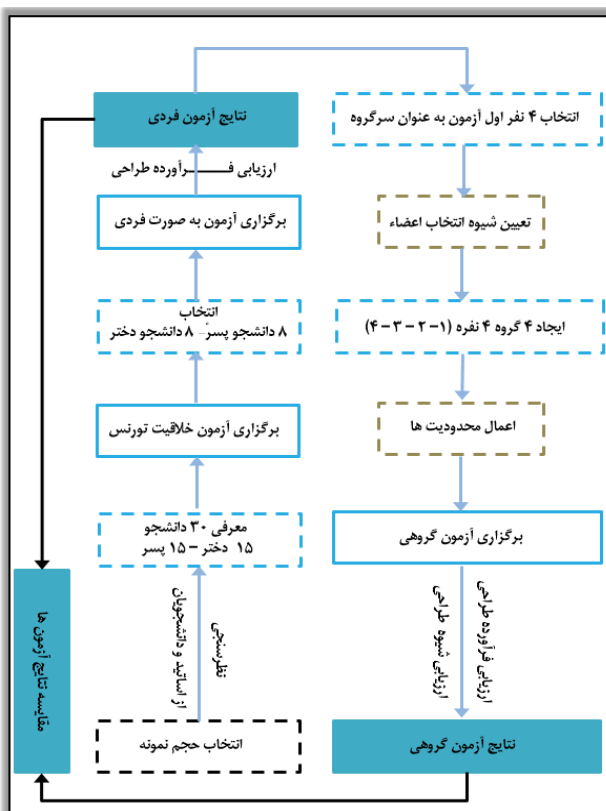 نتایج آزمون فردی
ارزیابی فـــــــرآورده طراحی
برگزاری آزمون به صورت فردی
انتخاب
۸ دانشجو پسر– ۸ دانشجو دختر
برگزاری آزمون خلاقیت تورنس
معرفی ۳۰ دانشجو
۱۵ دختر – ۱۵ پسر
نظرسنجی
از اساتید و دانشجویان
انتخاب حجم نمونه
انتخاب ۴ نفر اول آزمون به عنوان سرگروه
تعیین شیوه انتخاب اعضاء
ایجاد ۴ گروه ۴ نفره (۱- ۲ – ۳ – ۴)
اعمال محدودیت ها
برگزاری آزمون گروهی
ارزیابی فرآورده طراحی
ارزیابی شیوه طراحی
نتایج آزمون گروهی
مقایسه نتایج آزمون ها